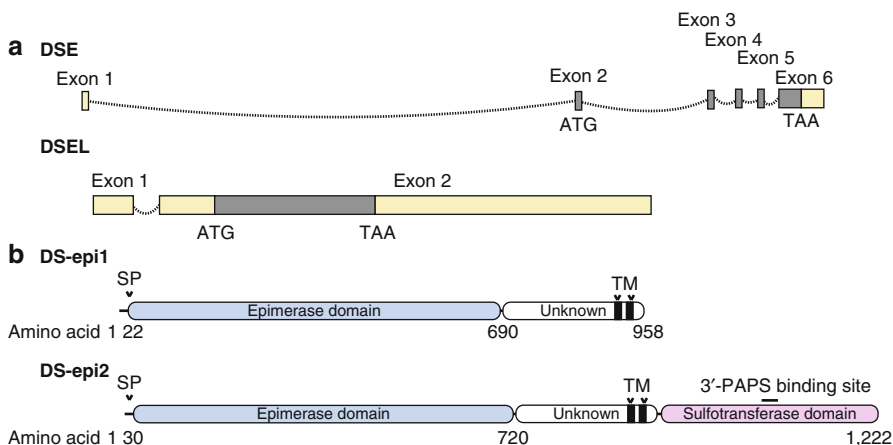 a DSE
Exon 1
Exon 2
Exon 3
Exon 4
Exon 5
Exon 6
ATG
TAA
DSEL
Exon 1
Exon 2
ATG
TAA
b DS-epi1
SP
TM
Epimerase domain
Unknown
Amino acid 1 22 690 958
DS-epi2
SP
TM
3′-PAPS binding site
Epimerase domain
Unknown
Sulfotransferase domain
Amino acid 1 30 720 1,222